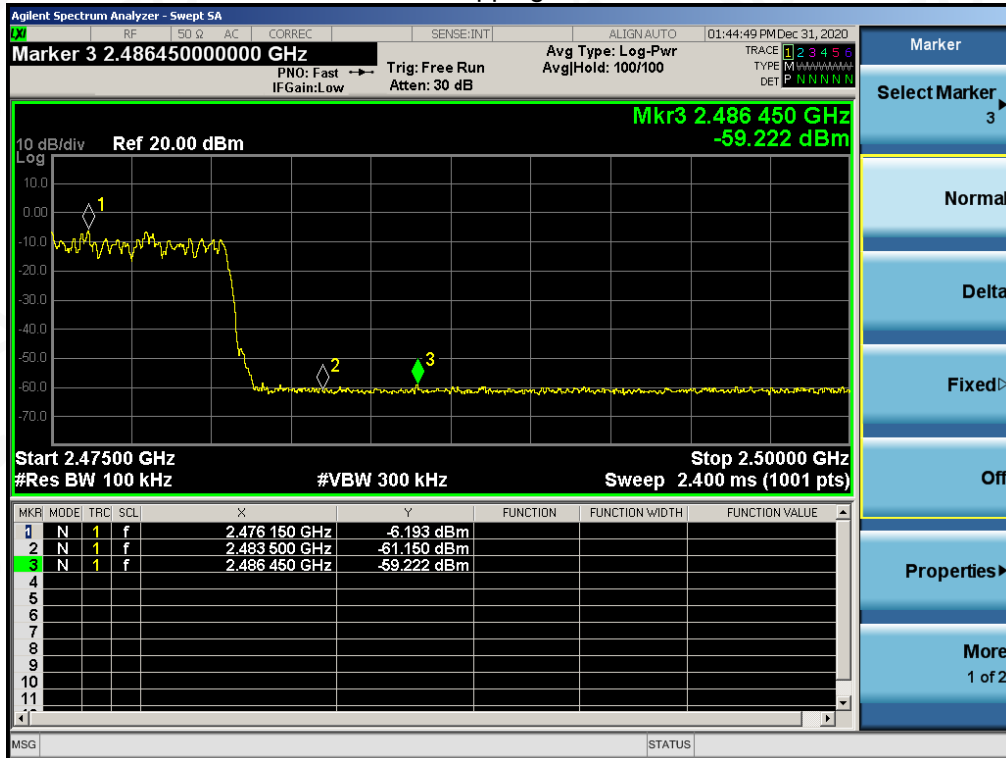 Agilent Spectrum Analyzer - Swept SA
LXI RF 50 Ω AC CORREC SENSE:INT ALIGN AUTO 01:44:49 PM Dec 31, 2020
Marker 3 2.486450000000 GHz
PNO: Fast
IFGain:Low
Trig: Free Run
Atten: 30 dB
Avg Type: Log-Pwr
Avg|Hold: 100/100
TRACE 1 2 3 4 5 6
TYPE M
DET P N N N N N
Mkr3 2.486 450 GHz
-59.222 dBm
10 dB/div Ref 20.00 dBm
Log
10.0
0.00
-10.0
-20.0
-30.0
-40.0
-50.0
-60.0
-70.0
1
2
3
Start 2.47500 GHz Stop 2.50000 GHz
#Res BW 100 kHz #VBW 300 kHz Sweep 2.400 ms (1001 pts)
MKR MODE TRC SCL X Y FUNCTION FUNCTION WIDTH FUNCTION VALUE
1 N 1 f 2.476 150 GHz -6.193 dBm
2 N 1 f 2.483 500 GHz -61.150 dBm
3 N 1 f 2.486 450 GHz -59.222 dBm
4
5
6
7
8
9
10
11
MSG STATUS
Marker
Select Marker
3
Normal
Delta
Fixed
Off
Properties
More
1 of 2